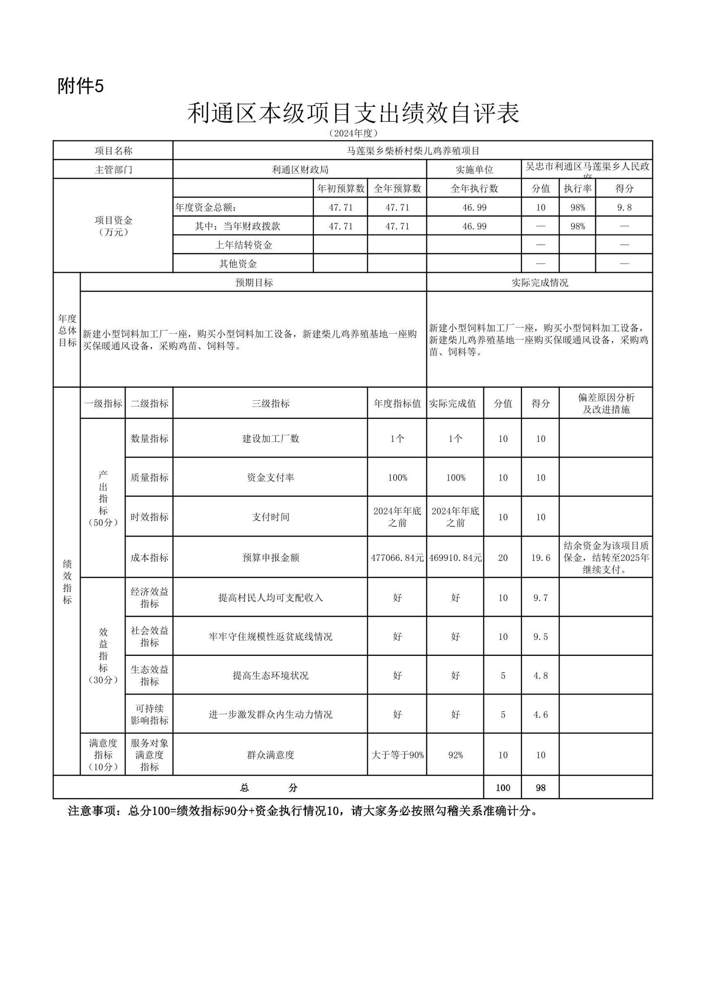 附件5
利通区本级项目支出绩效自评表
（2024年度）
项目名称 马莲渠乡柴桥村柴儿鸡养殖项目
主管部门 利通区财政局 实施单位 吴忠市利通区马莲渠乡人民政
府
项目资金
（万元）
年初预算数 全年预算数 全年执行数 分值 执行率 得分
年度资金总额： 47.71 47.71 46.99 10 98% 9.8
其中：当年财政拨款 47.71 47.71 46.99 — 98% —
上年结转资金 — —
其他资金 — —
年度
总体
目标
预期目标 实际完成情况
新建小型饲料加工厂一座，购买小型饲料加工设备，新建柴儿鸡养殖基地一座购
买保暖通风设备，采购鸡苗、饲料等。
新建小型饲料加工厂一座，购买小型饲料加工设备，
新建柴儿鸡养殖基地一座购买保暖通风设备，采购鸡
苗、饲料等。
绩
效
指
标
一级指标 二级指标 三级指标 年度指标值 实际完成值 分值 得分 偏差原因分析
及改进措施
产
出
指
标
（50分）
数量指标 建设加工厂数 1个 1个 10 10
质量指标 资金支付率 100% 100% 10 10
时效指标 支付时间 2024年年底
之前 2024年年底
之前 10 10
成本指标 预算申报金额 477066.84元 469910.84元 20 19.6 结余资金为该项目质
保金，结转至2025年
继续支付。
效
益
指
标
（30分）
经济效益
指标 提高村民人均可支配收入 好 好 10 9.7
社会效益
指标 牢牢守住规模性返贫底线情况 好 好 10 9.5
生态效益
指标 提高生态环境状况 好 好 5 4.8
可持续
影响指标 进一步激发群众内生动力情况 好 好 5 4.6
满意度
指标
（10分）
服务对象
满意度
指标 群众满意度 大于等于90% 92% 10 10
总 分 100 98
注意事项：总分100=绩效指标90分+资金执行情况10，请大家务必按照勾稽关系准确计分。